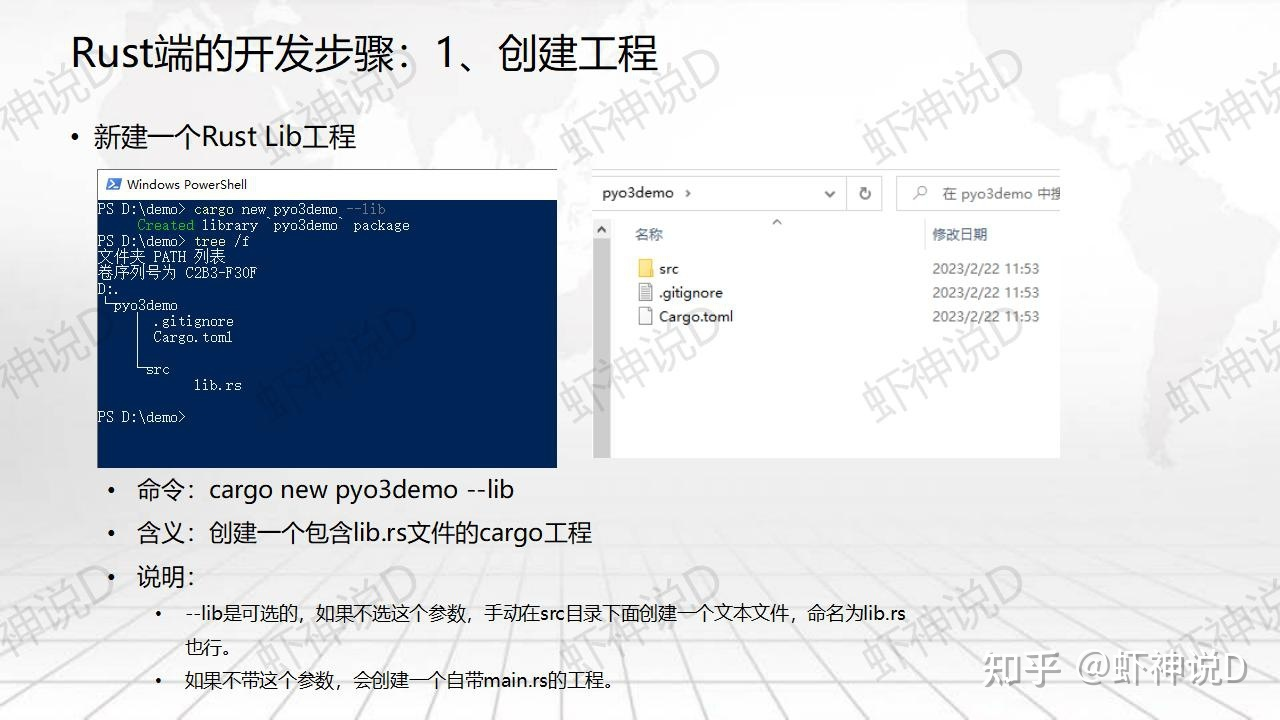 Rust端的开发步骤：1、创建工程
• 新建一个Rust Lib工程
Windows PowerShell
PS D:\demo> cargo new pyo3demo --lib
Created library `pyo3demo` package
PS D:\demo> tree /f
文件夹 PATH 列表
卷序列号为 C2B3-F30F
D:.
└─pyo3demo
│ .gitignore
│ Cargo.toml
│
└─src
lib.rs
PS D:\demo>
pyo3demo
在 pyo3demo 中搜
名称 修改日期
src 2023/2/22 11:53
.gitignore 2023/2/22 11:53
Cargo.toml 2023/2/22 11:53
• 命令：cargo new pyo3demo --lib
• 含义：创建一个包含lib.rs文件的cargo工程
• 说明：
• --lib是可选的，如果不选这个参数，手动在src目录下面创建一个文本文件，命名为lib.rs
也行。
• 如果不带这个参数，会创建一个自带main.rs的工程。
虾神说D
知乎 @虾神说D